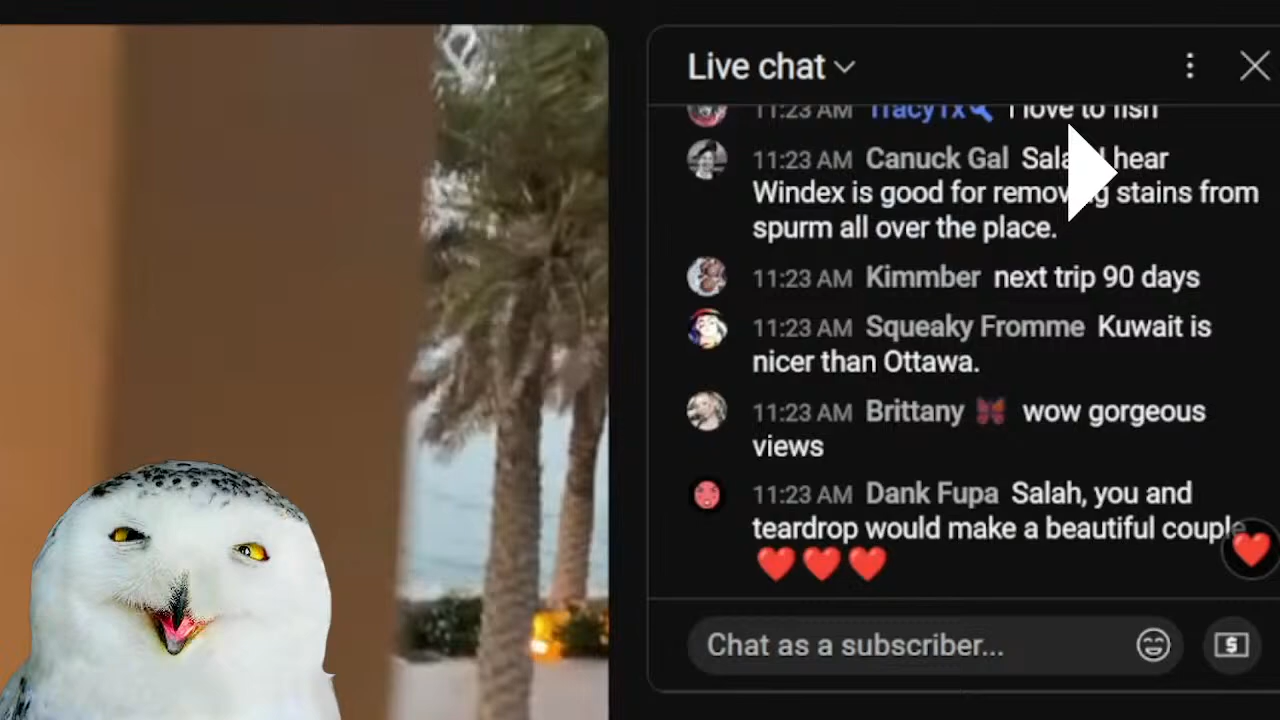 Live chat
11:23 AM TracyTx I love to fish
11:23 AM Canuck Gal hear
Windex is good for stains from
spurm all over the place.
11:23 AM Kimmber next trip 90 days
11:23 AM Squeaky Fromme Kuwait is
nicer than Ottawa.
11:23 AM Brittany wow gorgeous
views
11:23 AM Dank Fupa Salah, you and
teardrop would make a beautiful couple
Chat as a subscriber...